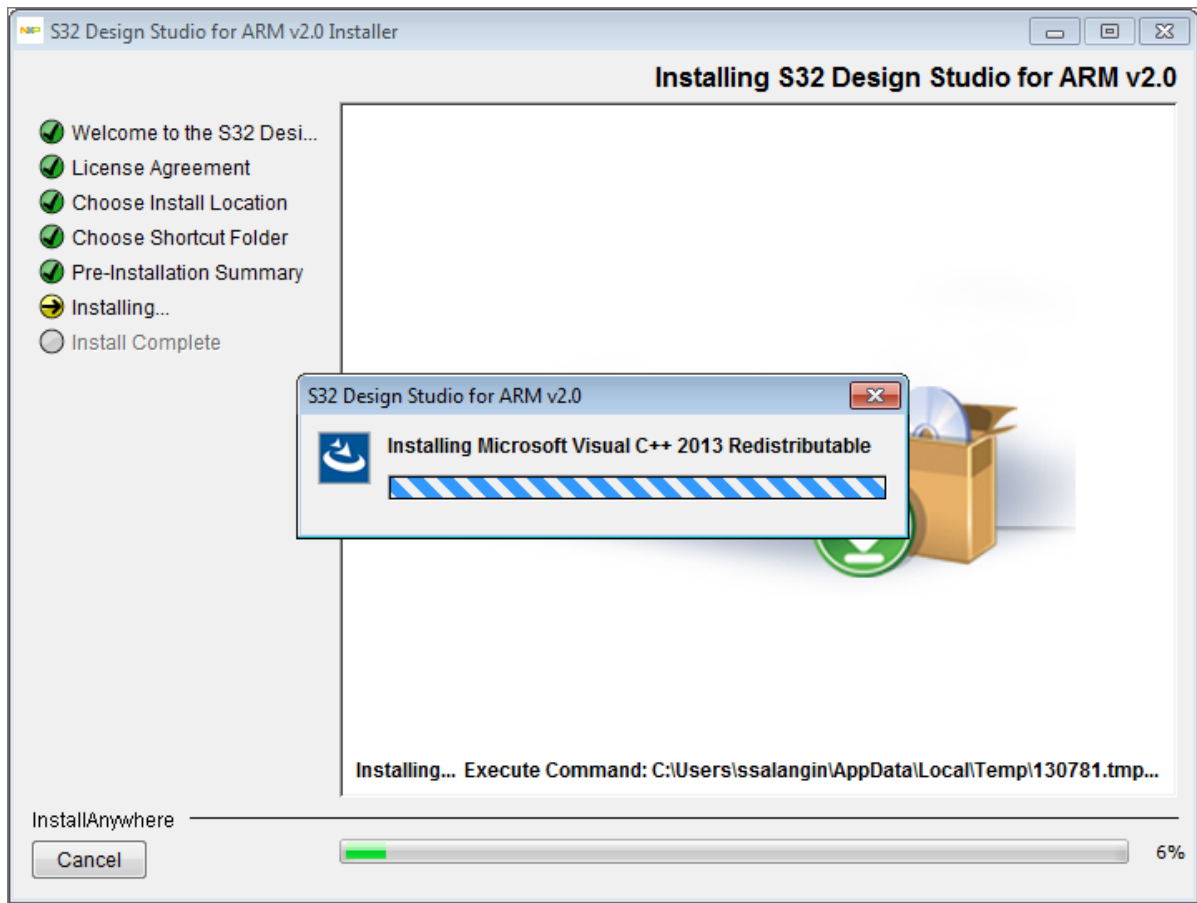 NXP S32 Design Studio for ARM v2.0 Installer
Installing S32 Design Studio for ARM v2.0
Welcome to the S32 Desi...
License Agreement
Choose Install Location
Choose Shortcut Folder
Pre-Installation Summary
Installing...
Install Complete
S32 Design Studio for ARM v2.0
Installing Microsoft Visual C++ 2013 Redistributable
Installing... Execute Command: C:\Users\ssalangin\AppData\Local\Temp\130781.tmp...
InstallAnywhere
Cancel
6%